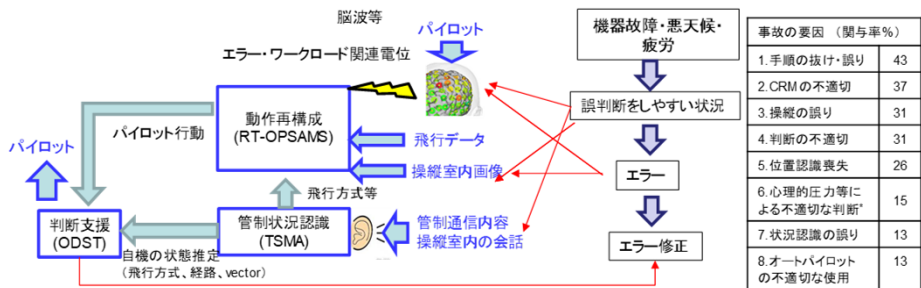 脳波等
エラー・ワークロード関連電位
パイロット
動作再構成
(RT-OPSAMS)
パイロット行動
飛行データ
操縦室内画像
パイロット
飛行方式等
判断支援
(ODST)
管制状況認識
(TSMA)
管制通信内容
操縦室内の会話
自機の状態推定
(飛行方式、経路、vector)
機器故障・悪天候・
疲労
誤判断をしやすい状況
エラー
エラー修正
事故の要因 (関与率%)
1.手順の抜け・誤り 43
2.CRMの不適切 37
3.操縦の誤り 31
4.判断の不適切 31
5.位置認識喪失 26
6.心理的圧力等
による不適切な判断* 15
7.状況認識の誤り 13
8.オートパイロット
の不適切な使用 13